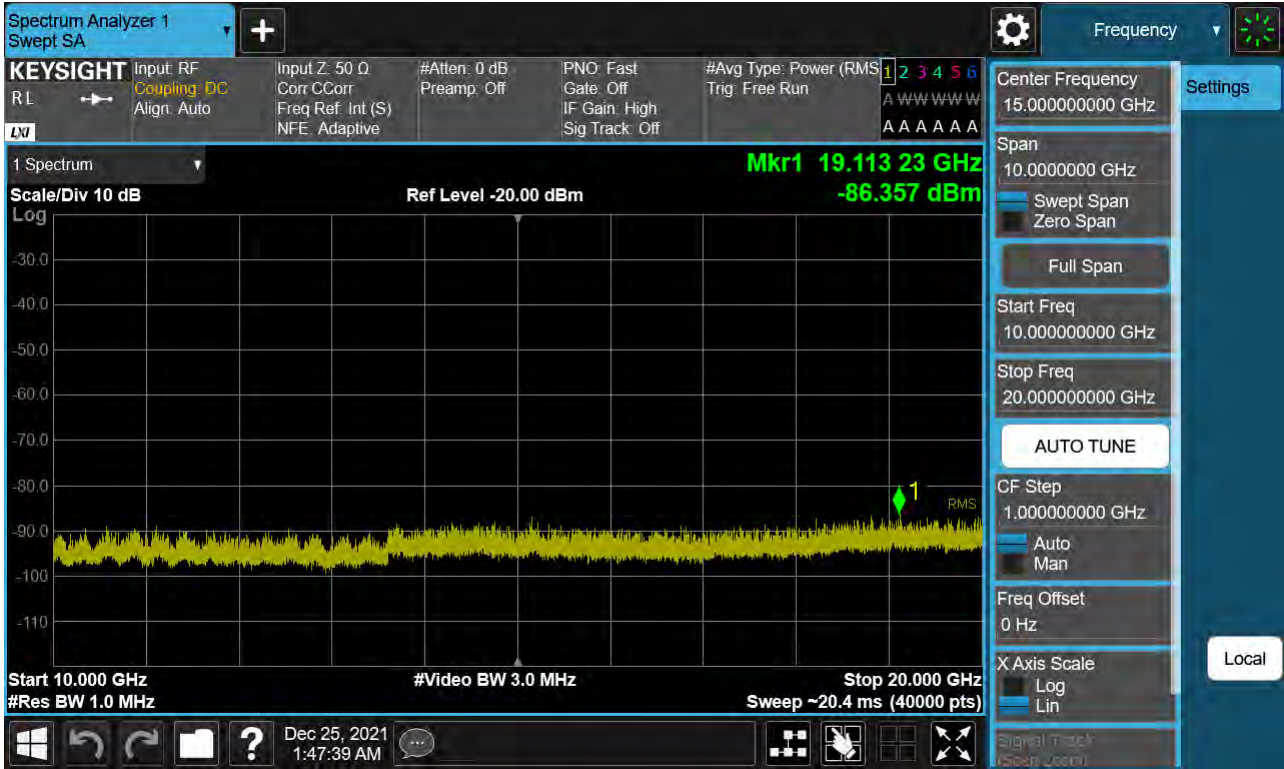 Spectrum Analyzer 1
Swept SA
+
Frequency
KEYSIGHT
R L
LXI
Input: RF
Coupling: DC
Align: Auto
Input Z: 50 Ω
Corr CCorr
Freq Ref: Int (S)
NFE: Adaptive
#Atten: 0 dB
Preamp: Off
PNO: Fast
Gate: Off
IF Gain: High
Sig Track: Off
#Avg Type: Power (RMS
Trig: Free Run
1 2 3 4 5 6
A W W W W W
A A A A A A
1 Spectrum
Mkr1 19.113 23 GHz
-86.357 dBm
Scale/Div 10 dB
Ref Level -20.00 dBm
Log
-30.0
-40.0
-50.0
-60.0
-70.0
-80.0
-90.0
-100
-110
1
RMS
Start 10.000 GHz
#Video BW 3.0 MHz
Stop 20.000 GHz
#Res BW 1.0 MHz
Sweep ~20.4 ms (40000 pts)
Center Frequency
15.000000000 GHz
Span
10.0000000 GHz
Swept Span
Zero Span
Full Span
Start Freq
10.000000000 GHz
Stop Freq
20.000000000 GHz
AUTO TUNE
CF Step
1.000000000 GHz
Auto
Man
Freq Offset
0 Hz
X Axis Scale
Log
Lin
Signal Track
(Span Zoom)
Settings
Local
?
Dec 25, 2021
1:47:39 AM